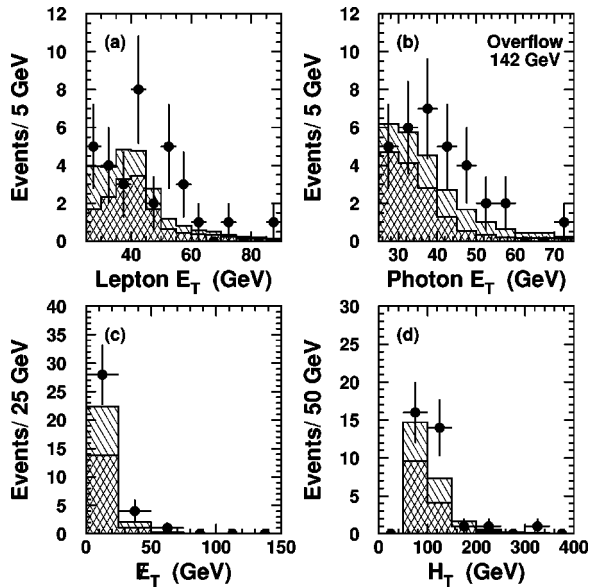 12
10
8
6
4
2
0
Events/ 5 GeV
(a)
40 60 80
Lepton E_T (GeV)
12
10
8
6
4
2
0
Events/ 5 GeV
(b)
Overflow
142 GeV
30 40 50 60 70
Photon E_T (GeV)
40
35
30
25
20
15
10
5
0
Events/ 25 GeV
(c)
0 50 100 150
E̸_T (GeV)
30
25
20
15
10
5
0
Events/ 50 GeV
(d)
0 100 200 300 400
H_T (GeV)